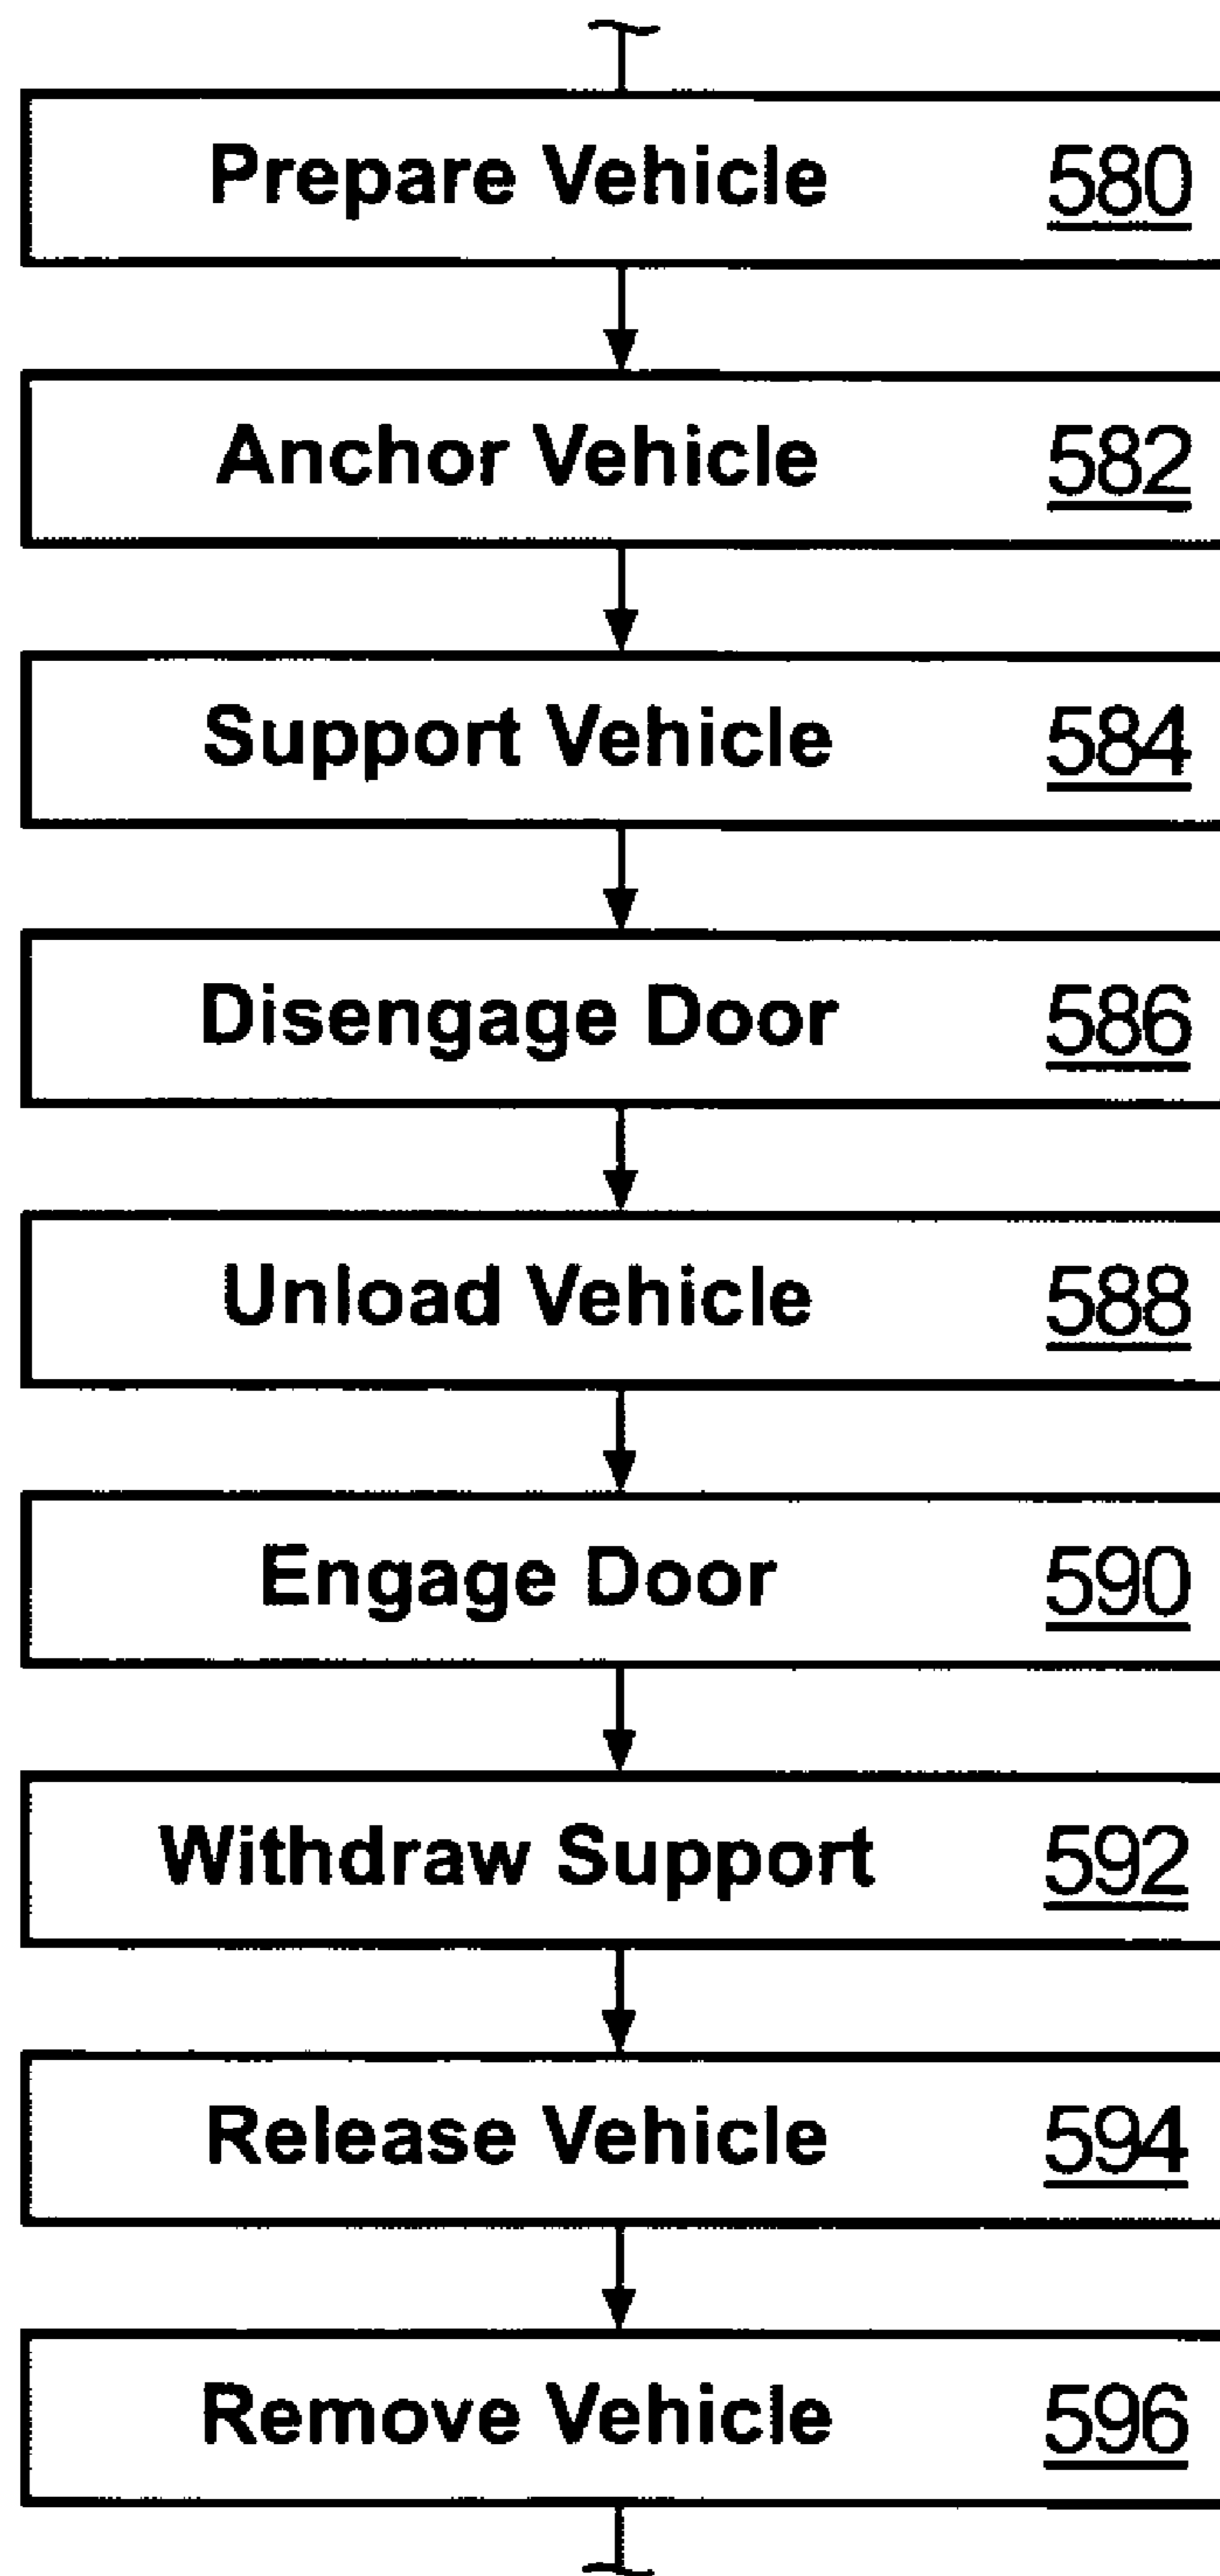 Prepare Vehicle 580
Anchor Vehicle 582
Support Vehicle 584
Disengage Door 586
Unload Vehicle 588
Engage Door 590
Withdraw Support 592
Release Vehicle 594
Remove Vehicle 596